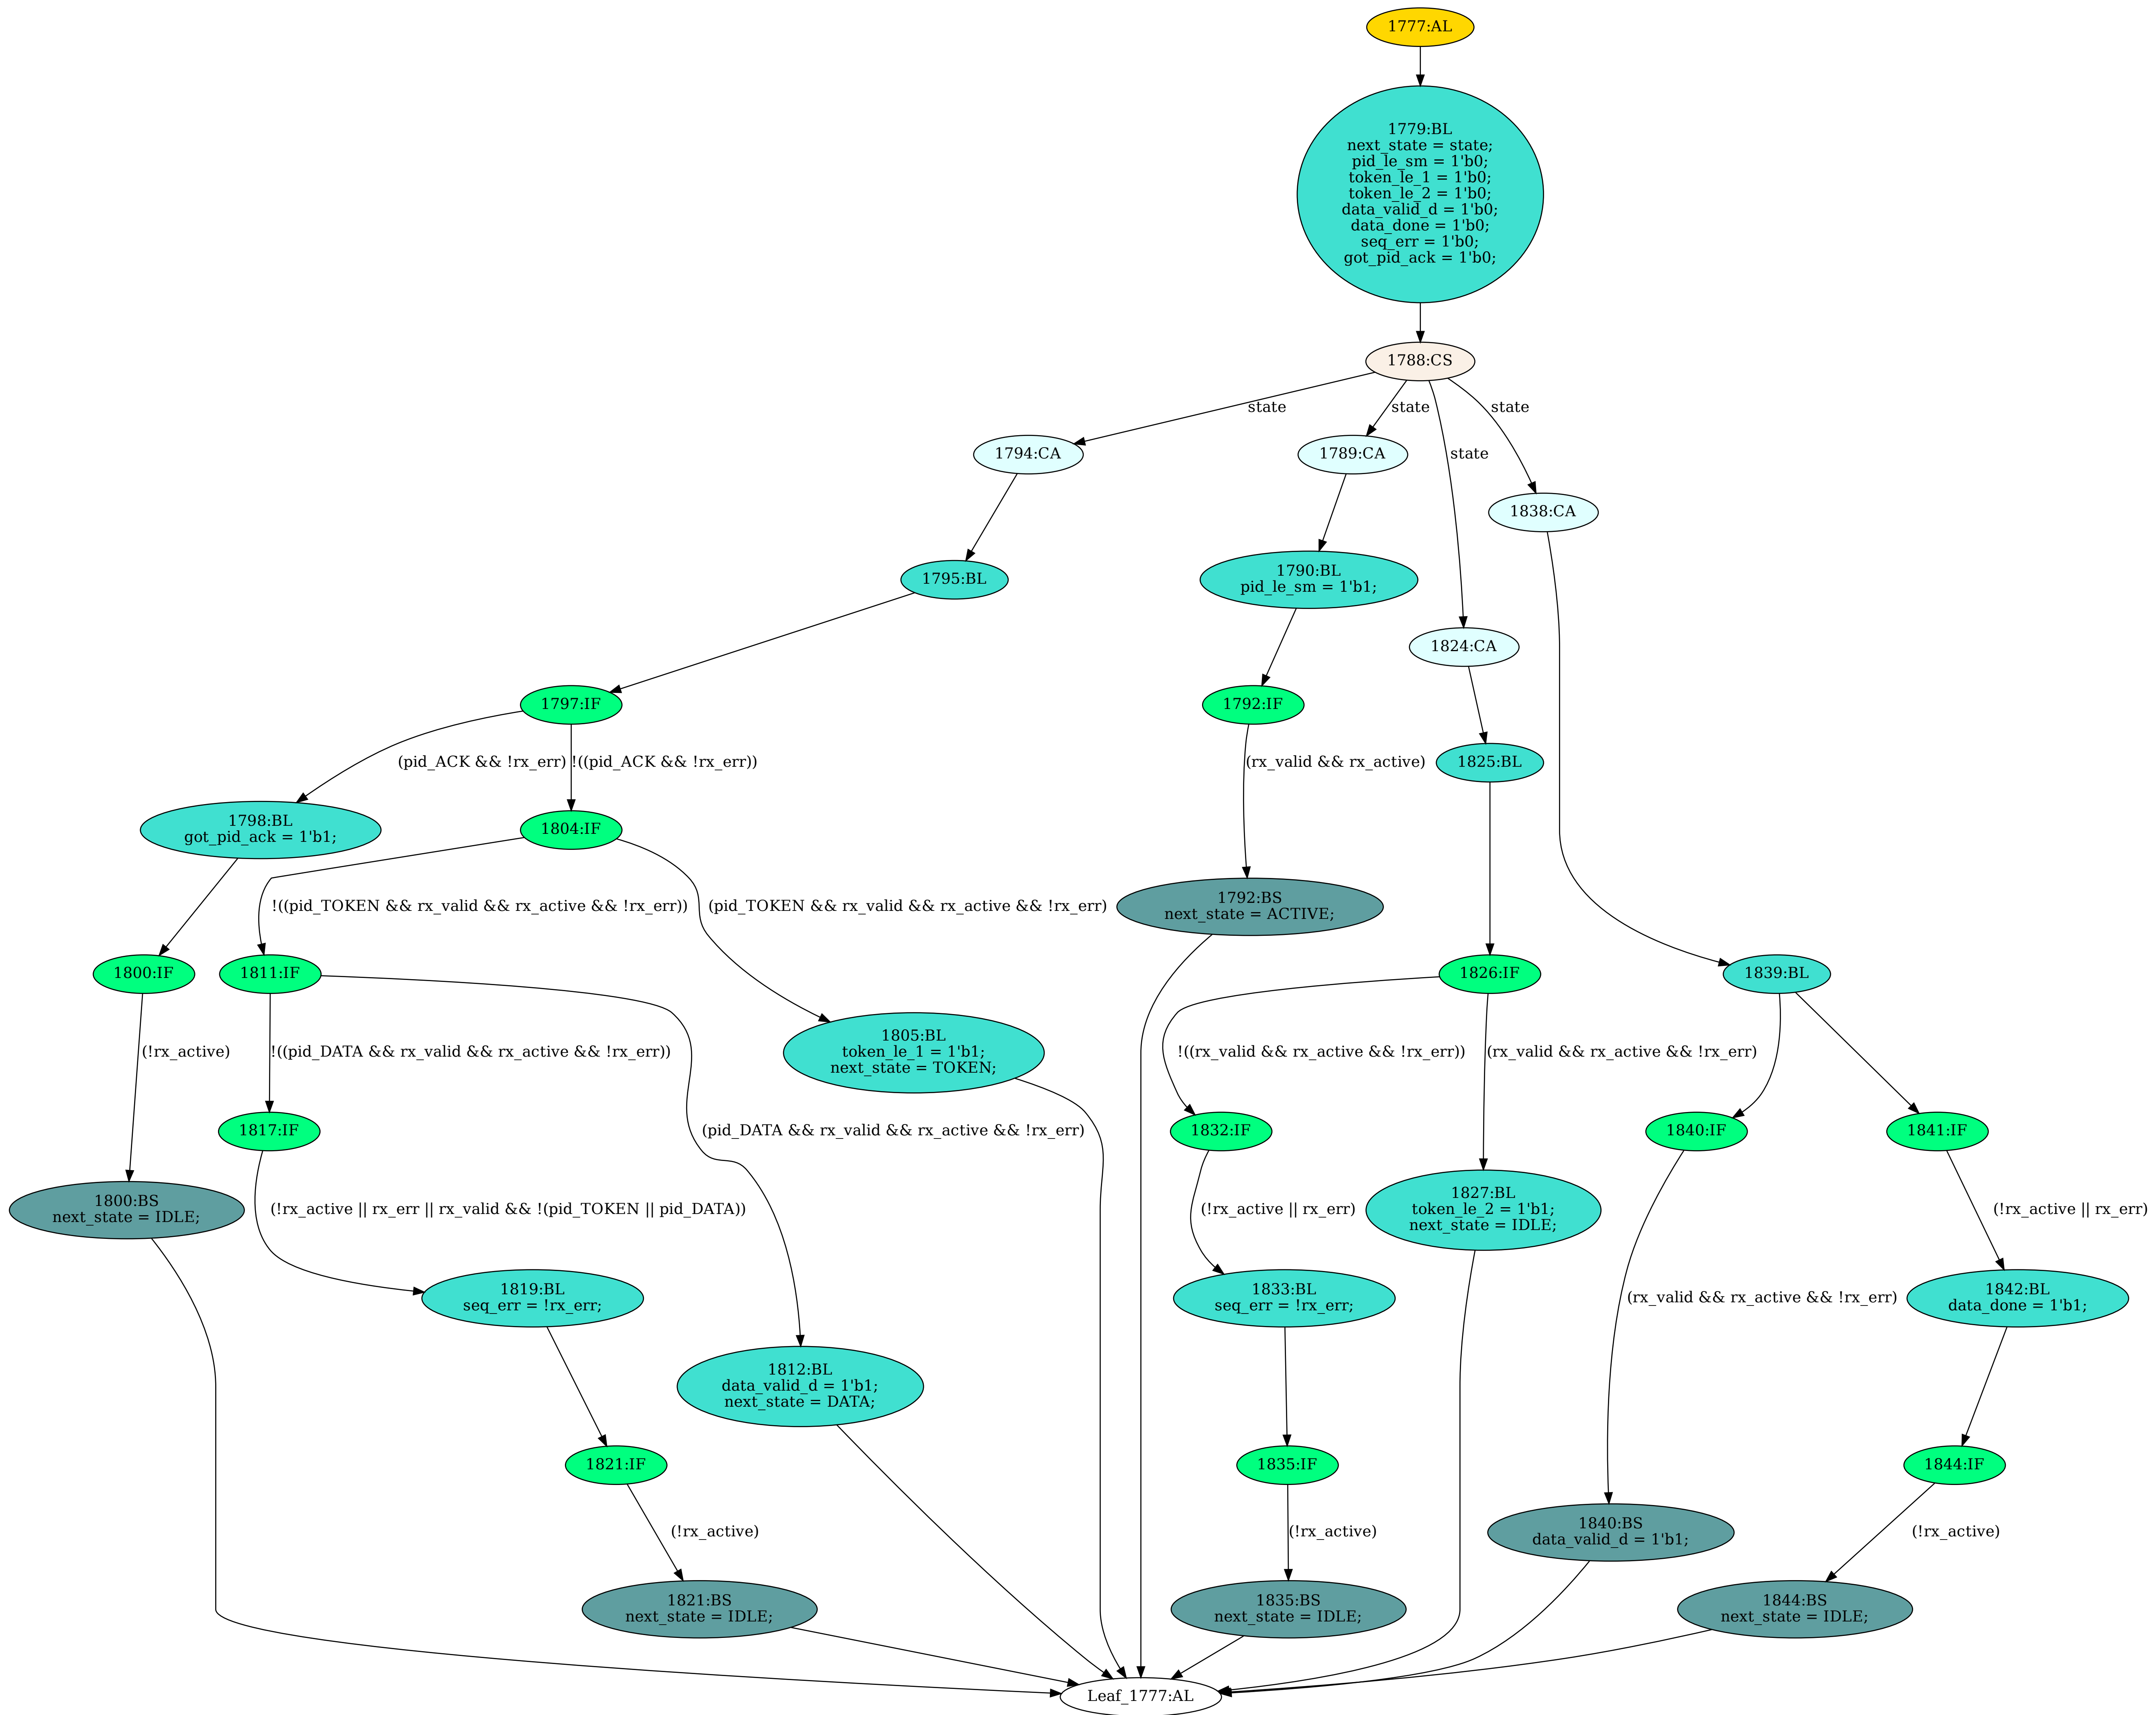 1777:AL
1779:BL
next_state = state;
pid_le_sm = 1'b0;
token_le_1 = 1'b0;
token_le_2 = 1'b0;
data_valid_d = 1'b0;
data_done = 1'b0;
seq_err = 1'b0;
got_pid_ack = 1'b0;
1788:CS
state
state
state
state
1794:CA
1789:CA
1838:CA
1795:BL
1790:BL
pid_le_sm = 1'b1;
1824:CA
1797:IF
1792:IF
1825:BL
(pid_ACK && !rx_err)
!((pid_ACK && !rx_err))
(rx_valid && rx_active)
1798:BL
got_pid_ack = 1'b1;
1804:IF
!((pid_TOKEN && rx_valid && rx_active && !rx_err))
(pid_TOKEN && rx_valid && rx_active && !rx_err)
1792:BS
next_state = ACTIVE;
1800:IF
1811:IF
1826:IF
1839:BL
(!rx_active)
!((pid_DATA && rx_valid && rx_active && !rx_err))
1805:BL
token_le_1 = 1'b1;
next_state = TOKEN;
!((rx_valid && rx_active && !rx_err))
(rx_valid && rx_active && !rx_err)
1817:IF
(pid_DATA && rx_valid && rx_active && !rx_err)
1832:IF
1840:IF
1841:IF
1800:BS
next_state = IDLE;
(!rx_active || rx_err || rx_valid && !(pid_TOKEN || pid_DATA))
(!rx_active || rx_err)
1827:BL
token_le_2 = 1'b1;
next_state = IDLE;
(!rx_active || rx_err)
1819:BL
seq_err = !rx_err;
1833:BL
seq_err = !rx_err;
(rx_valid && rx_active && !rx_err)
1842:BL
data_done = 1'b1;
1812:BL
data_valid_d = 1'b1;
next_state = DATA;
1821:IF
1835:IF
1844:IF
(!rx_active)
(!rx_active)
1840:BS
data_valid_d = 1'b1;
(!rx_active)
1821:BS
next_state = IDLE;
1835:BS
next_state = IDLE;
1844:BS
next_state = IDLE;
Leaf_1777:AL